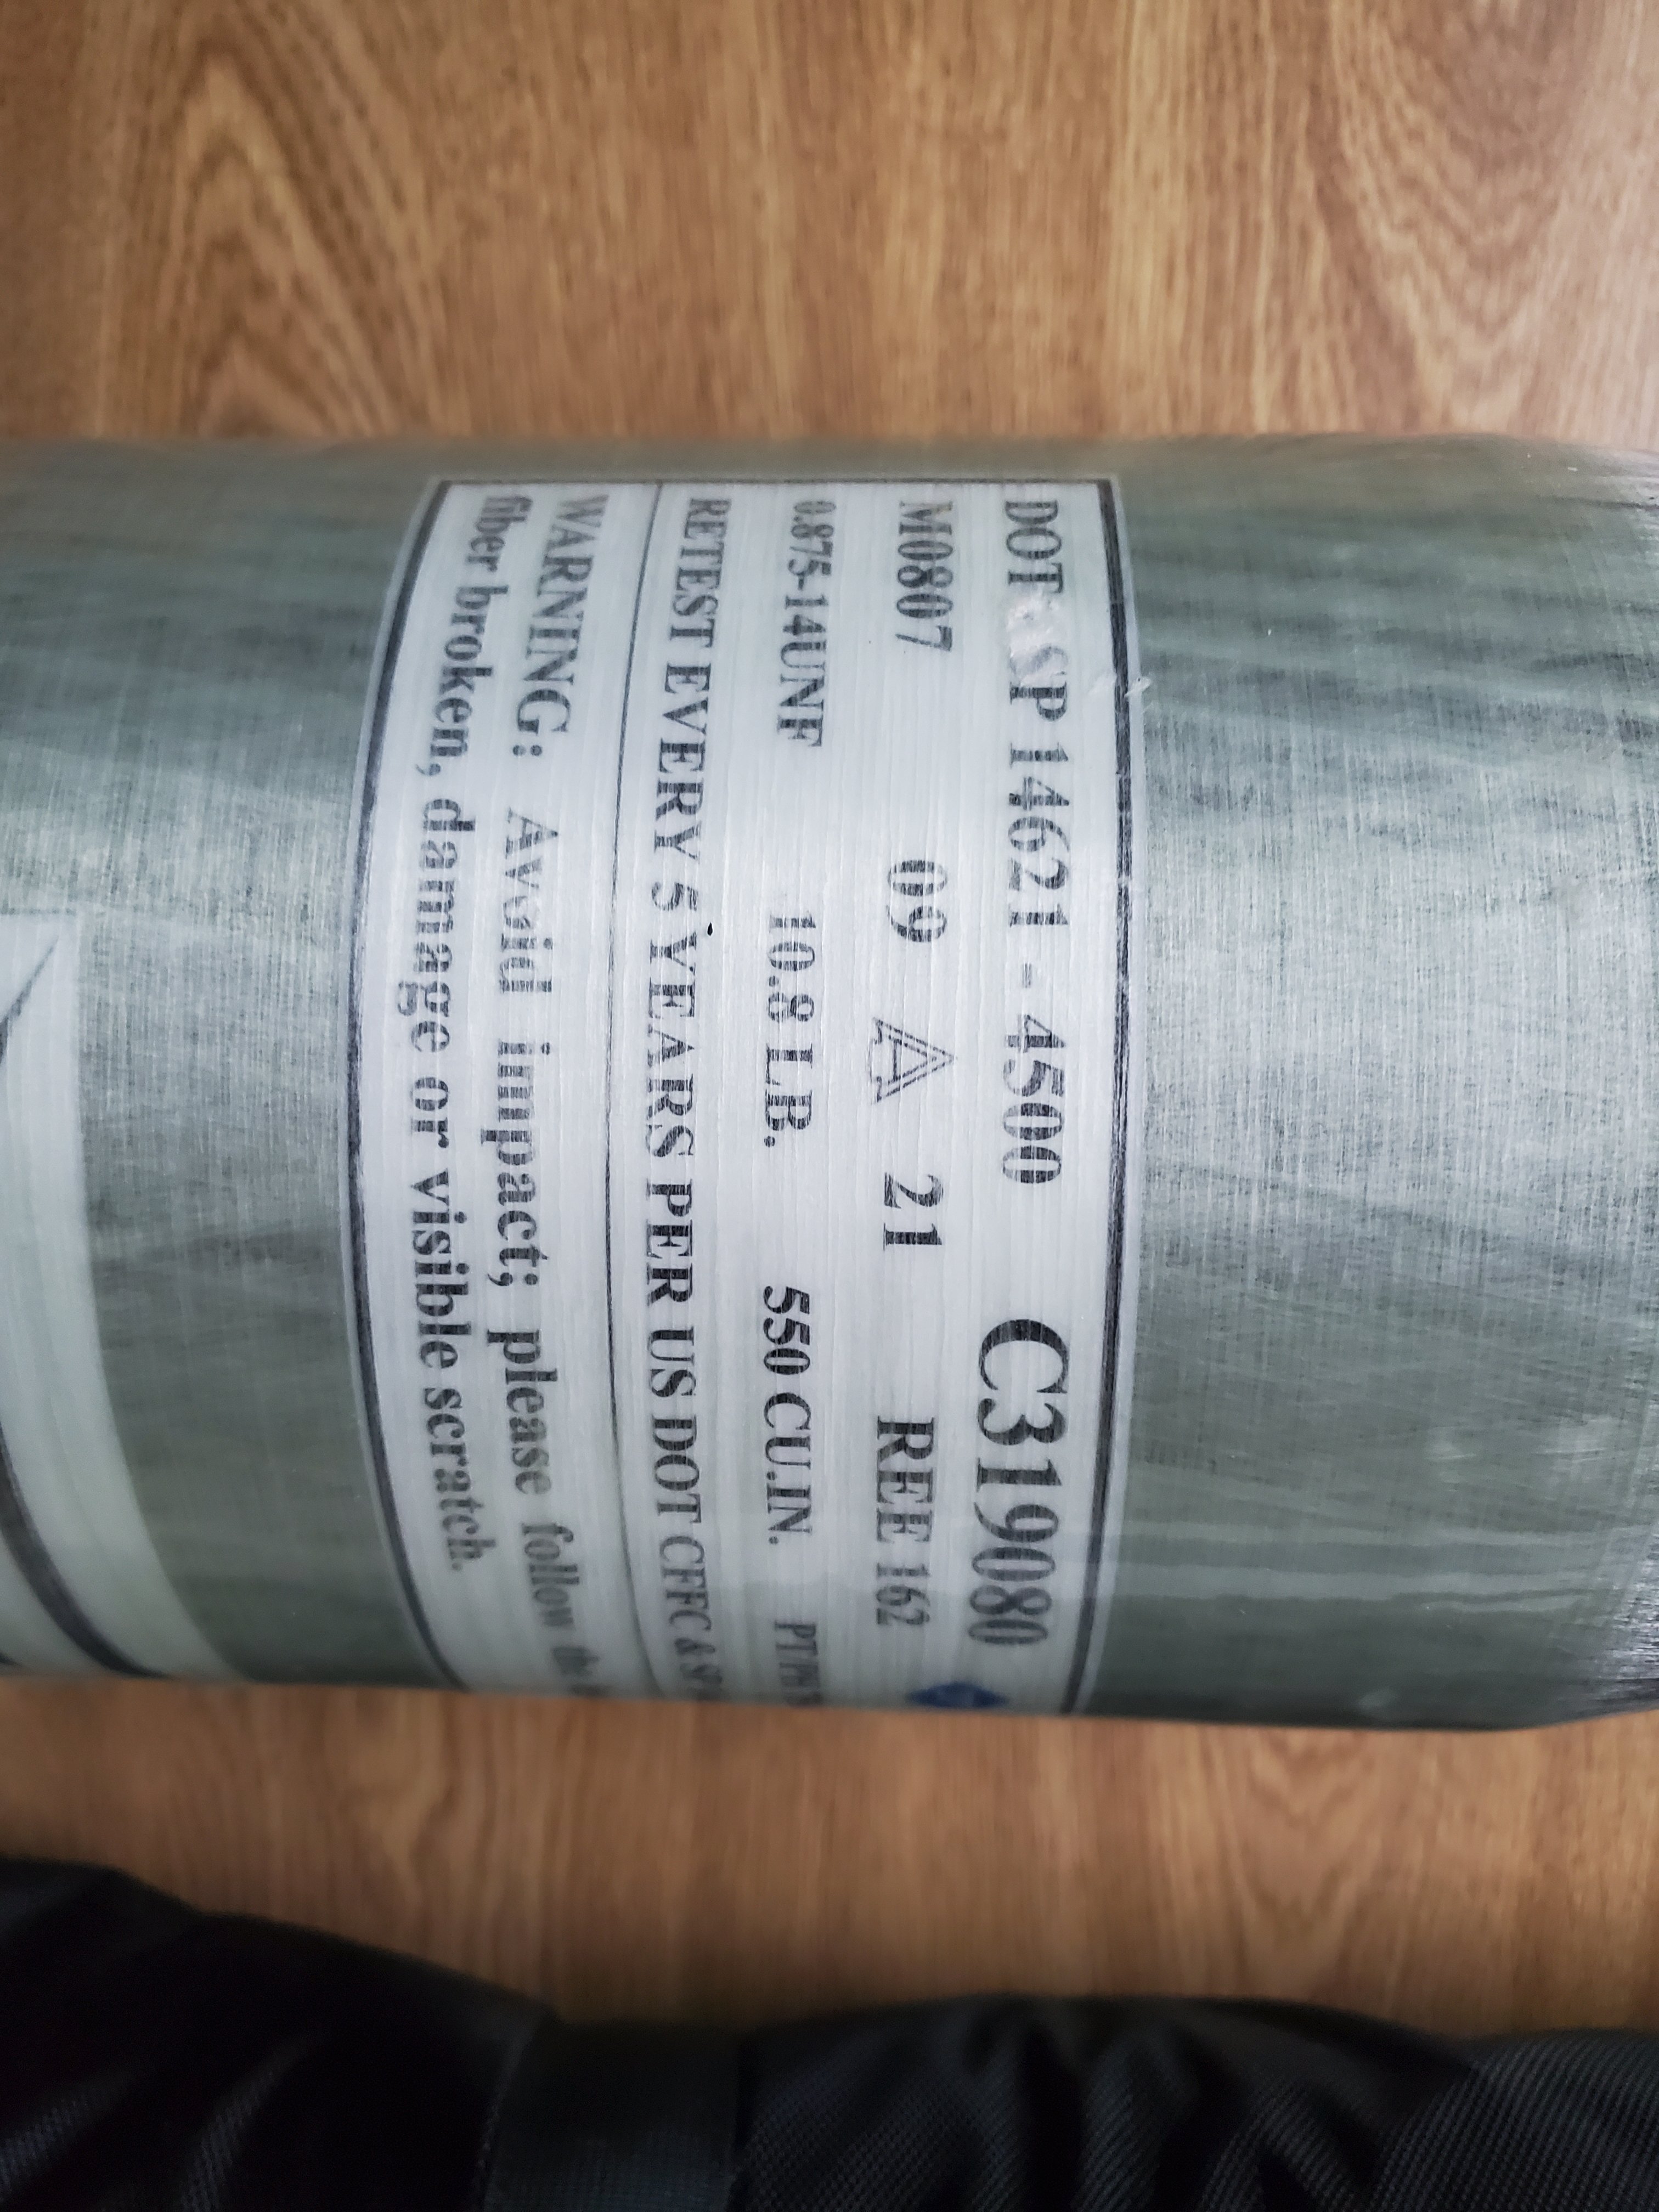 DOT - SP 14621 - 4500 C319080
M0807 09 A 21 REE 162
0.875-14UNF 10.8 LB. 550 CU.IN.
RETEST EVERY 5 YEARS PER US DOT CFFC &
WARNING: Avoid impact; please follow the
fiber broken, damage or visible scratch.